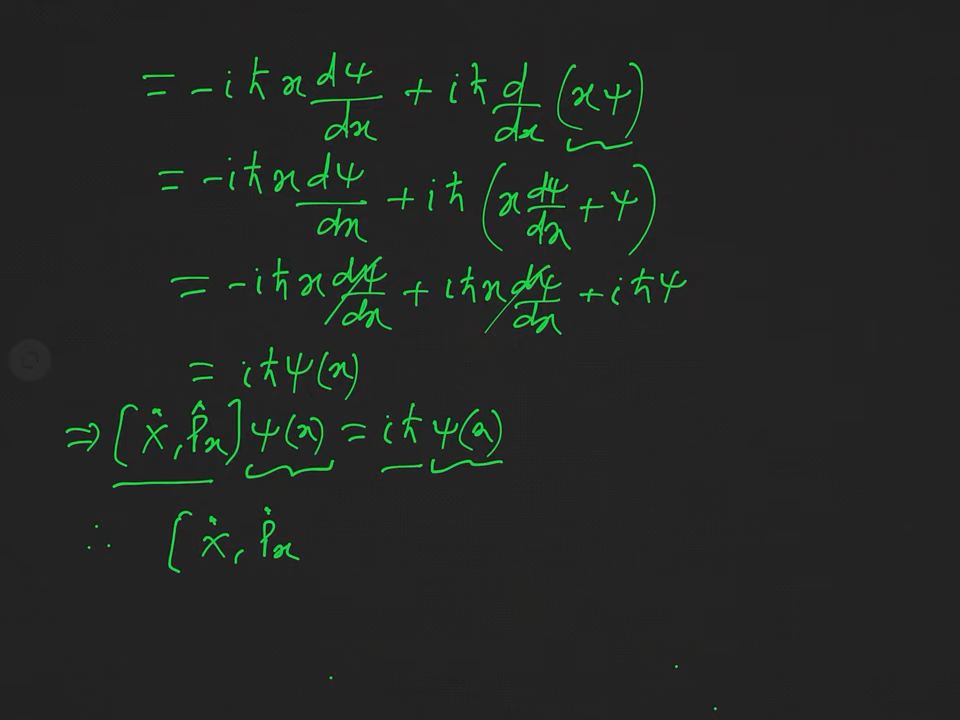 = -iħx dψ/dx + iħ d/dx (xψ)
= -iħx dψ/dx + iħ (x dψ/dx + ψ)
= -iħx dψ/dx + iħx dψ/dx + iħψ
= iħψ(x)
⇒ [x̂, p̂x] ψ(x) = iħ ψ(x)
∴ [x̂, p̂x